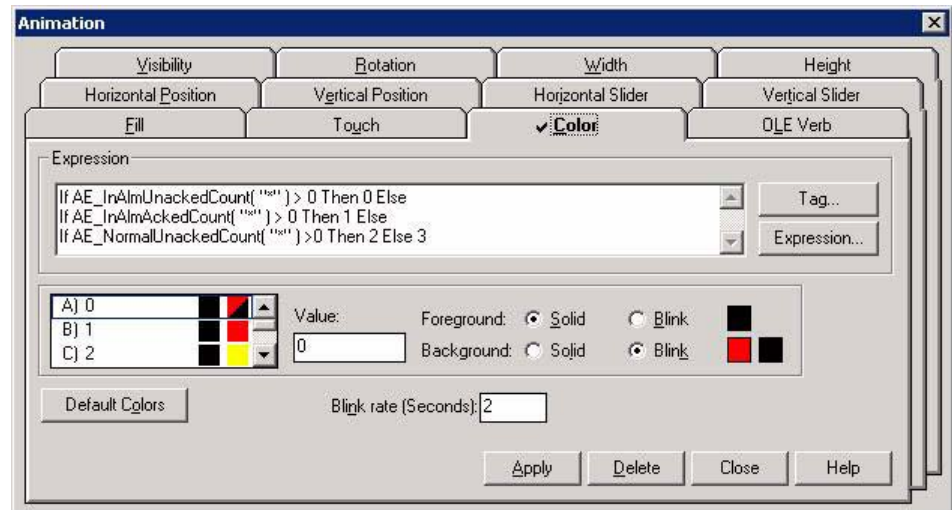 Animation
Visibility Rotation Width Height
Horizontal Position Vertical Position Horizontal Slider Vertical Slider
Fill Touch Color OLE Verb
Expression
If AE_InAlmUnackedCount( "*" ) > 0 Then 0 Else
If AE_InAlmAckedCount( "*" ) > 0 Then 1 Else
If AE_NormalUnackedCount( "*" ) >0 Then 2 Else 3
Tag...
Expression...
A) 0
B) 1
C) 2
Value:
0
Foreground: Solid Blink
Background: Solid Blink
Default Colors
Blink rate (Seconds): 2
Apply Delete Close Help